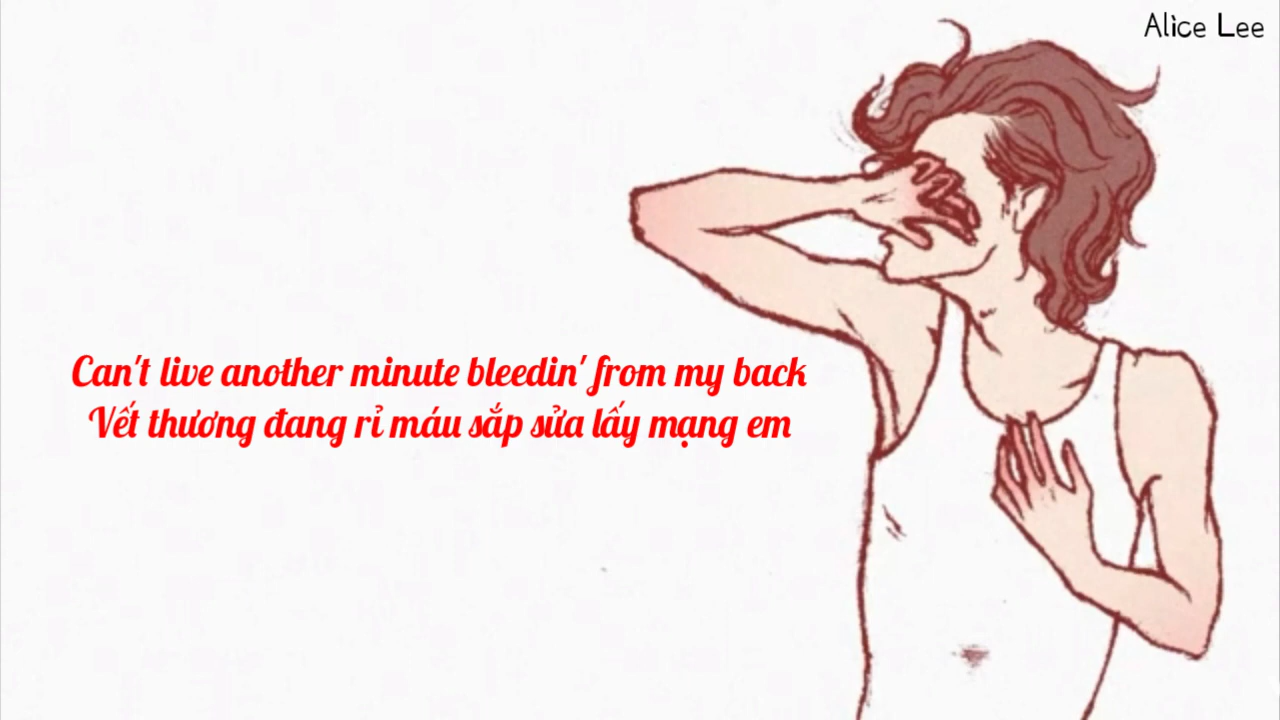 Alice Lee
Can't live another minute bleedin' from my back
Vết thương đang rỉ máu sắp sửa lấy mạng em